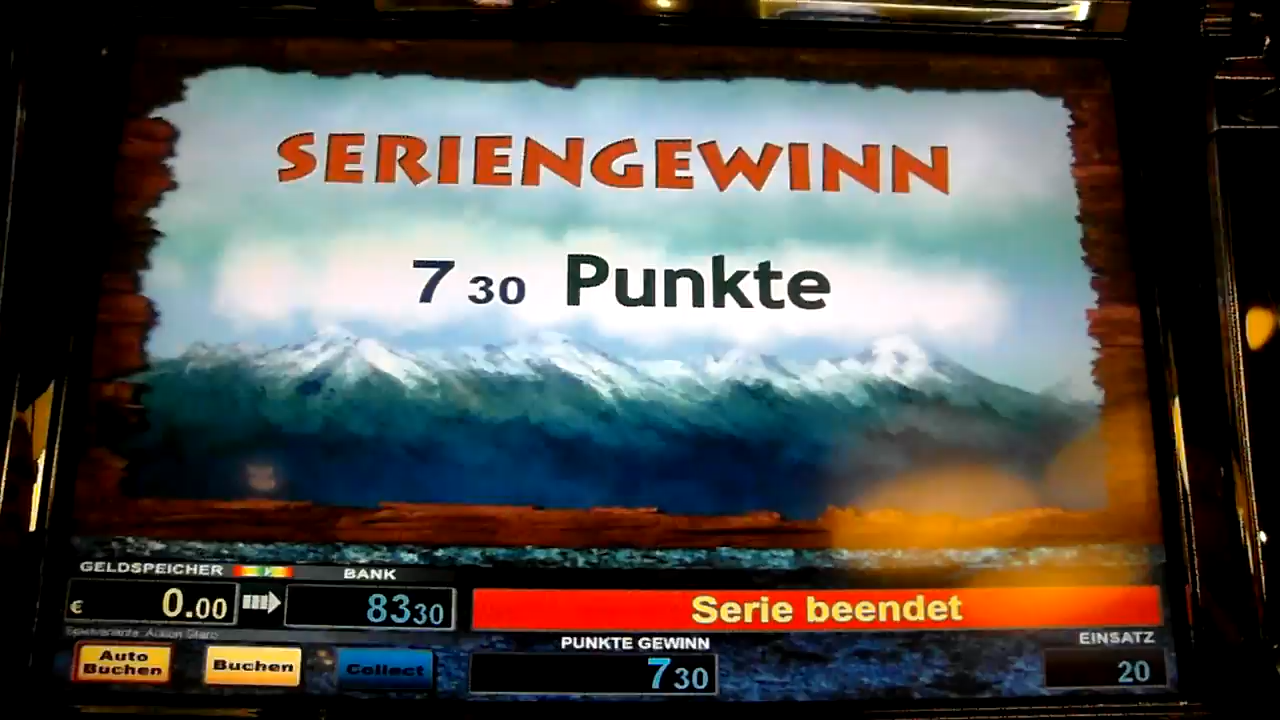 SERIENGEWINN
7 30 Punkte
GELDSPEICHER
BANK
€ 0.00
83 30
Serie beendet
PUNKTE GEWINN
EINSATZ
Auto
Buchen
Buchen
Collect
7 30
20